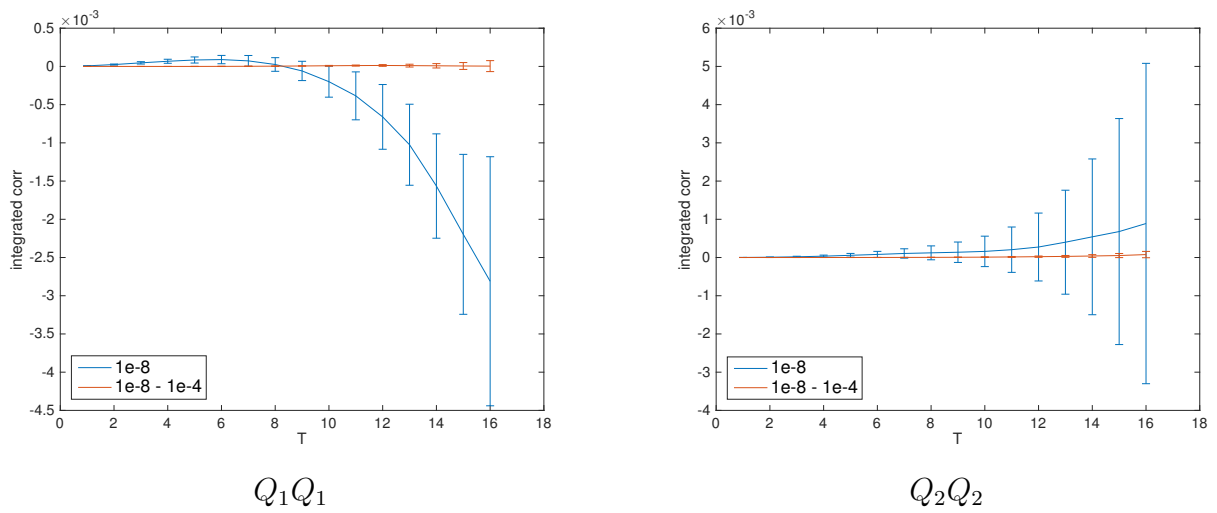 ×10⁻³
0.5
0
-0.5
-1
-1.5
-2
-2.5
-3
-3.5
-4
-4.5
integrated corr
0 2 4 6 8 10 12 14 16 18
T
1e-8
1e-8 - 1e-4
Q₁Q₁
×10⁻³
6
5
4
3
2
1
0
-1
-2
-3
-4
integrated corr
0 2 4 6 8 10 12 14 16 18
T
1e-8
1e-8 - 1e-4
Q₂Q₂